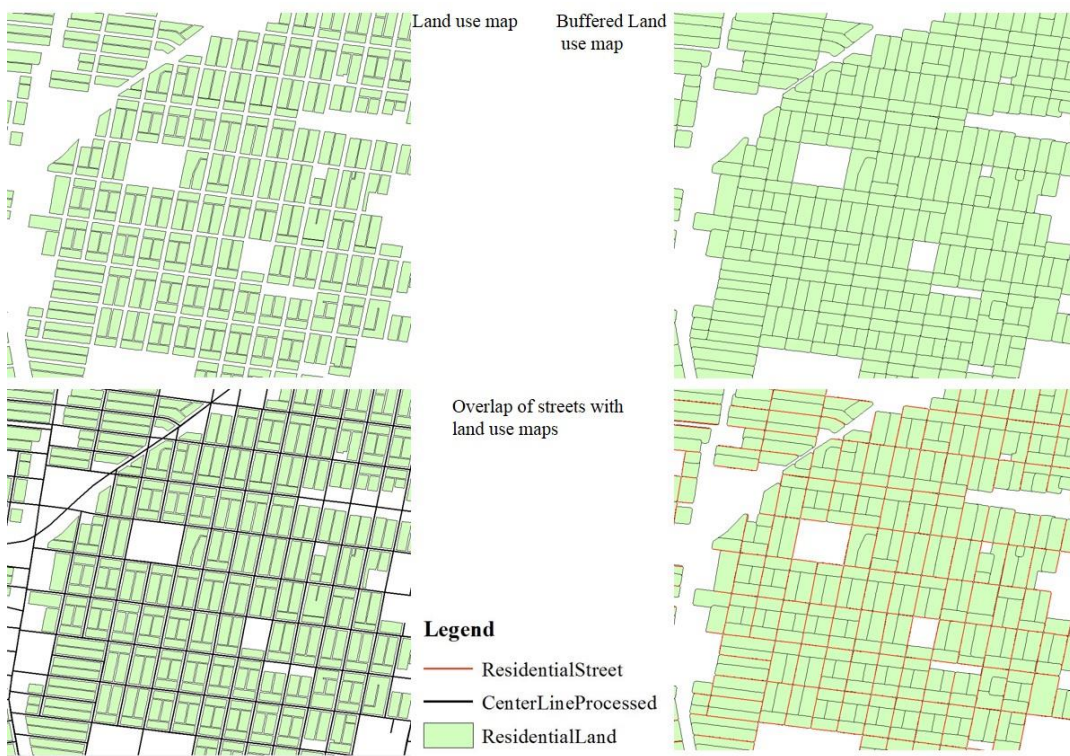 Land use map
Buffered Land
use map
Overlap of streets with
land use maps
Legend
ResidentialStreet
CenterLineProcessed
ResidentialLand